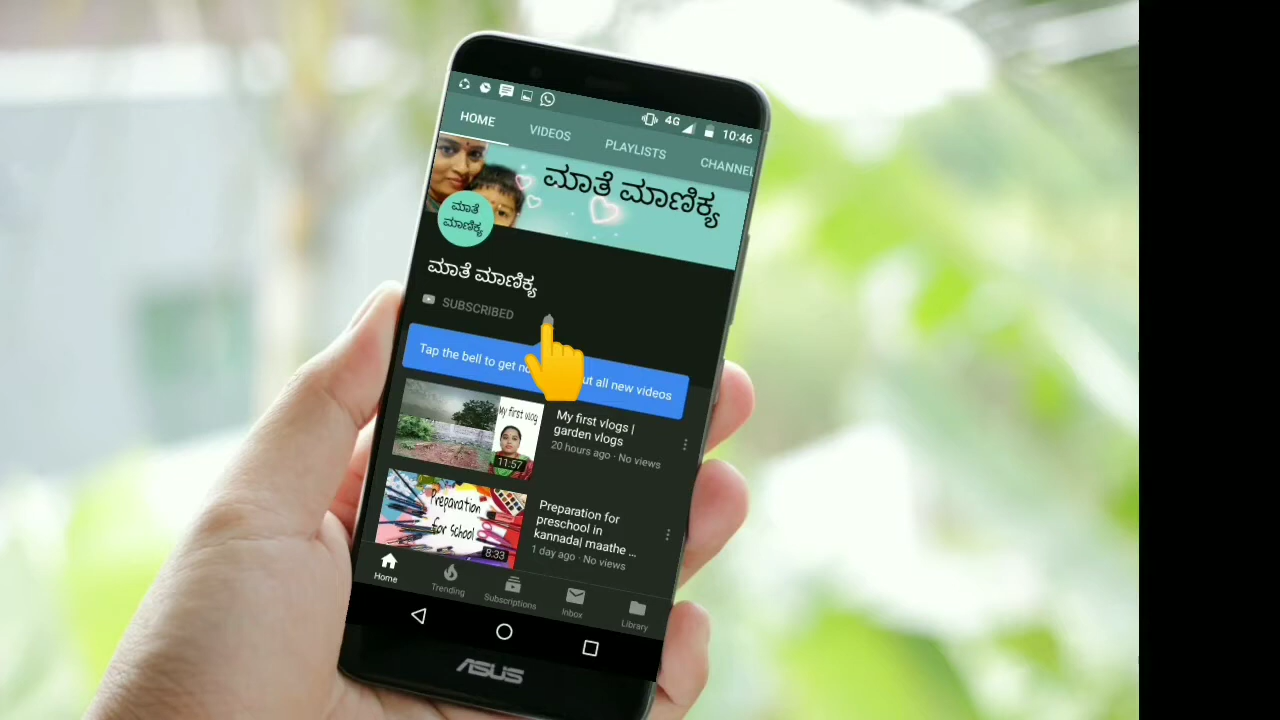 4G 10:46
HOME VIDEOS PLAYLISTS CHANNEL
ಮಾತೆ ಮಾಣಿಕ್ಯ
ಮಾತೆ
ಮಾಣಿಕ್ಯ
ಮಾತೆ ಮಾಣಿಕ್ಯ
SUBSCRIBED
Tap the bell to get all new videos
My first vlog
11:57
My first vlogs |
garden vlogs
20 hours ago · No views
Preparation
for school
8:33
Preparation for
preschool in
kannada| maathe ...
1 day ago · No views
Home Trending Subscriptions Inbox Library
ASUS